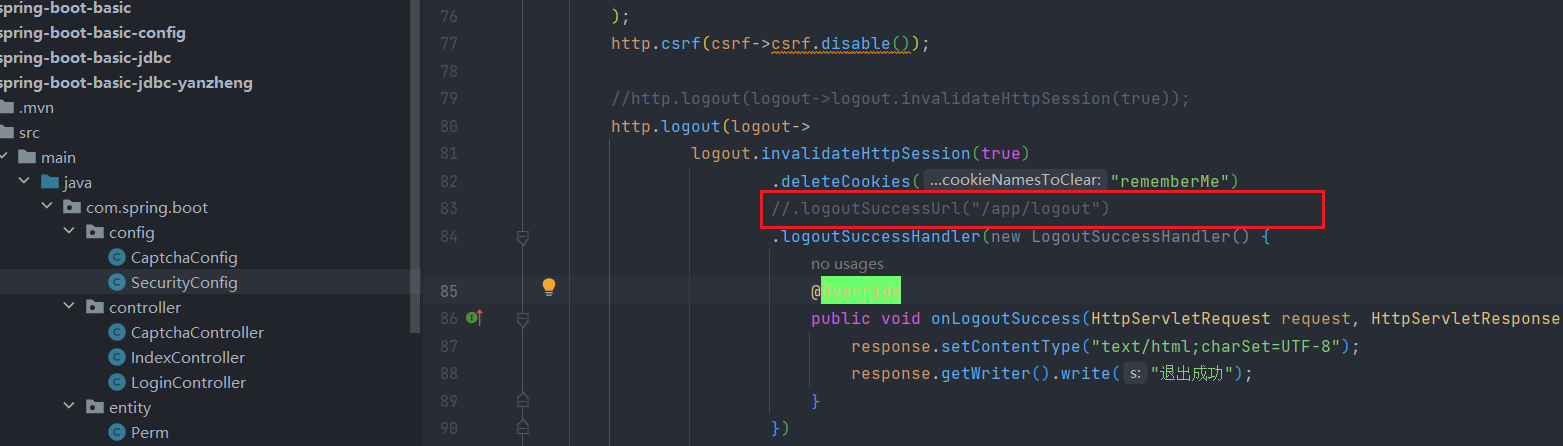 spring-boot-basic
spring-boot-basic-config
spring-boot-basic-jdbc
spring-boot-basic-jdbc-yanzheng
.mvn
src
main
java
com.spring.boot
config
CaptchaConfig
SecurityConfig
controller
CaptchaController
IndexController
LoginController
entity
Perm
76 );
77 http.csrf(csrf->csrf.disable());
78
79 //http.logout(logout->logout.invalidateHttpSession(true));
80 http.logout(logout->
81 logout.invalidateHttpSession(true)
82 .deleteCookies( ...cookieNamesToClear: "rememberMe")
83 //.logoutSuccessUrl("/app/logout")
84 .logoutSuccessHandler(new LogoutSuccessHandler() {
no usages
85 @Override
86 public void onLogoutSuccess(HttpServletRequest request, HttpServletResponse
87 response.setContentType("text/html;charSet=UTF-8");
88 response.getWriter().write( s: "退出成功");
89 }
90 })